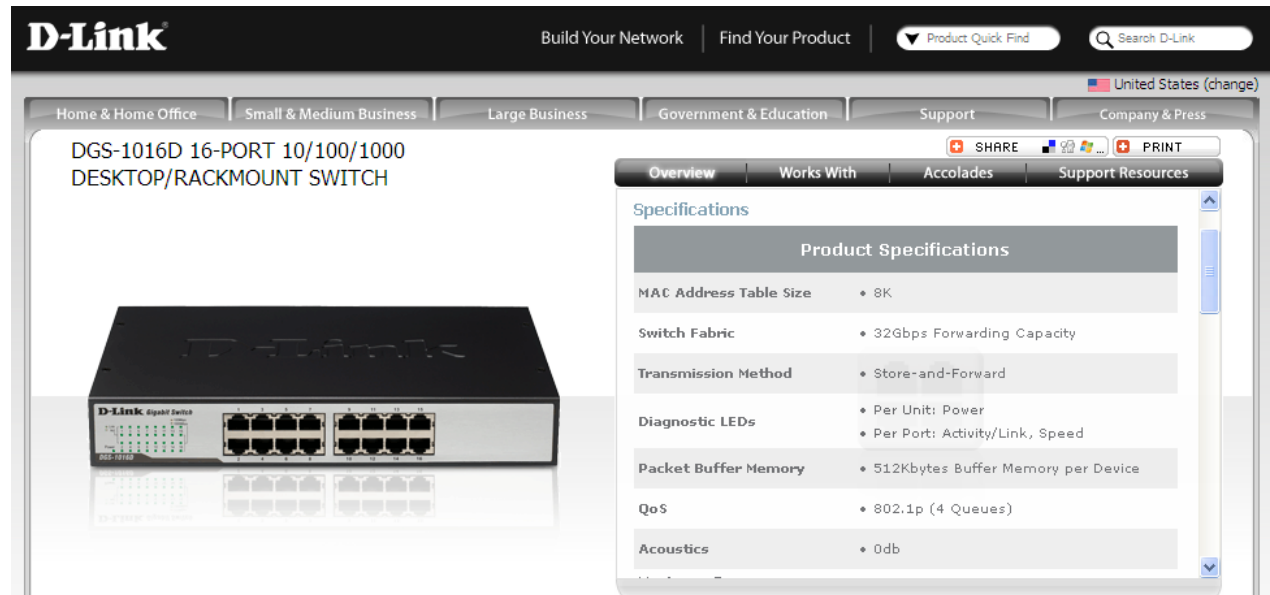 D-Link
Build Your Network
Find Your Product
Product Quick Find
Search D-Link
United States (change)
Home & Home Office
Small & Medium Business
Large Business
Government & Education
Support
Company & Press
DGS-1016D 16-PORT 10/100/1000
DESKTOP/RACKMOUNT SWITCH
SHARE
...
PRINT
Overview
Works With
Accolades
Support Resources
Specifications
Product Specifications
MAC Address Table Size
• 8K
Switch Fabric
• 32Gbps Forwarding Capacity
Transmission Method
• Store-and-Forward
Diagnostic LEDs
• Per Unit: Power
• Per Port: Activity/Link, Speed
Packet Buffer Memory
• 512Kbytes Buffer Memory per Device
QoS
• 802.1p (4 Queues)
Acoustics
• 0db
D-Link
D-Link Gigabit Switch
DGS-1016D